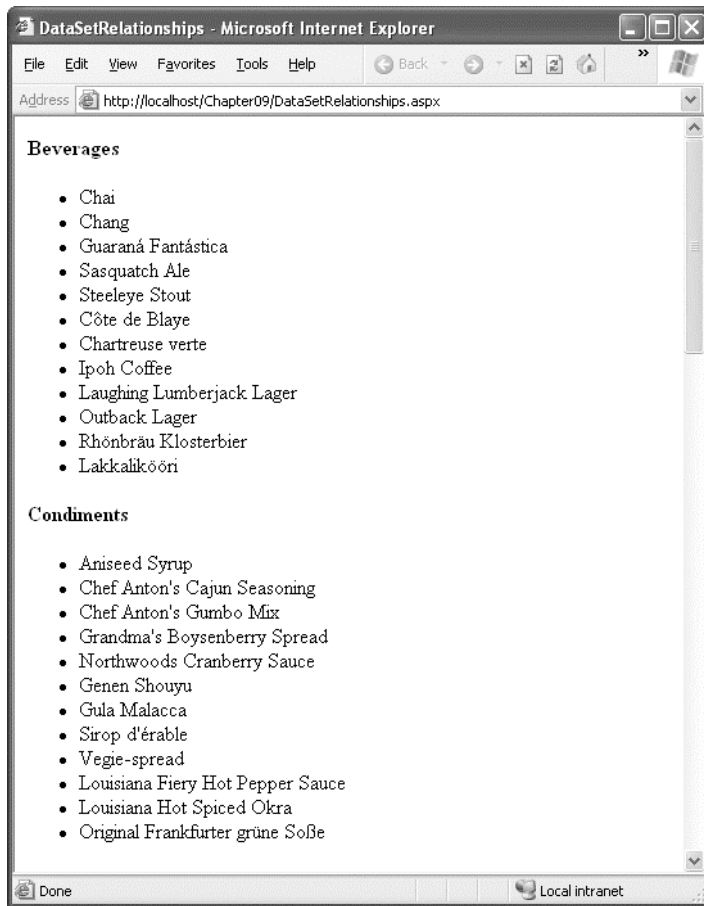 DataSetRelationships - Microsoft Internet Explorer
File Edit View Favorites Tools Help Back »
Address http://localhost/Chapter09/DataSetRelationships.aspx
Beverages
• Chai
• Chang
• Guaraná Fantástica
• Sasquatch Ale
• Steeleye Stout
• Côte de Blaye
• Chartreuse verte
• Ipoh Coffee
• Laughing Lumberjack Lager
• Outback Lager
• Rhönbräu Klosterbier
• Lakkalikööri
Condiments
• Aniseed Syrup
• Chef Anton's Cajun Seasoning
• Chef Anton's Gumbo Mix
• Grandma's Boysenberry Spread
• Northwoods Cranberry Sauce
• Genen Shouyu
• Gula Malacca
• Sirop d'érable
• Vegie-spread
• Louisiana Fiery Hot Pepper Sauce
• Louisiana Hot Spiced Okra
• Original Frankfurter grüne Soße
Done Local intranet